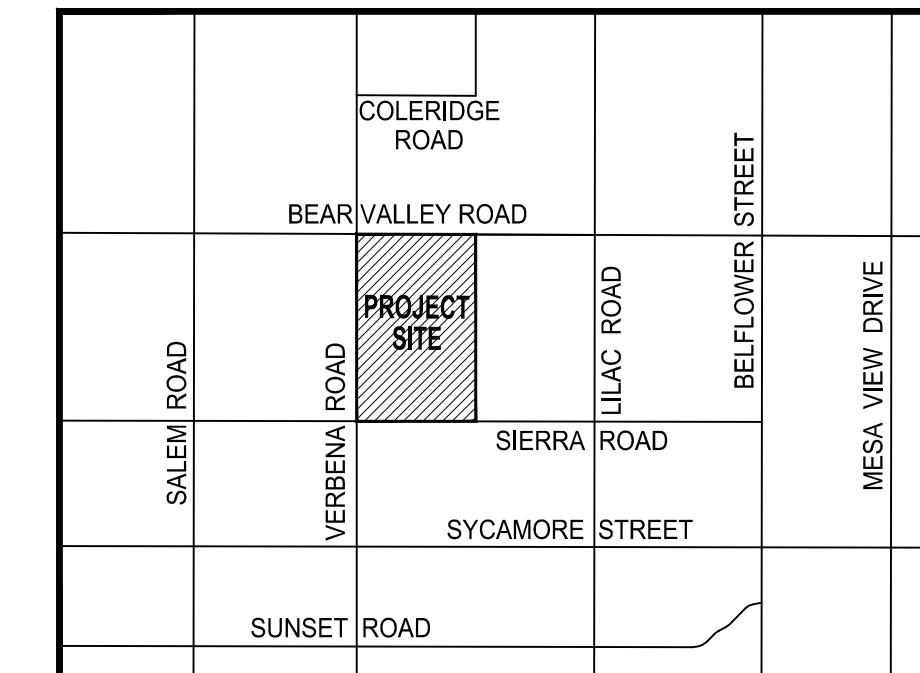 COLERIDGE
ROAD
BEAR VALLEY ROAD
BELFLOWER STREET
PROJECT
SITE
LILAC ROAD
MESA VIEW DRIVE
SALEM ROAD
VERBENA ROAD
SIERRA ROAD
SYCAMORE STREET
SUNSET ROAD